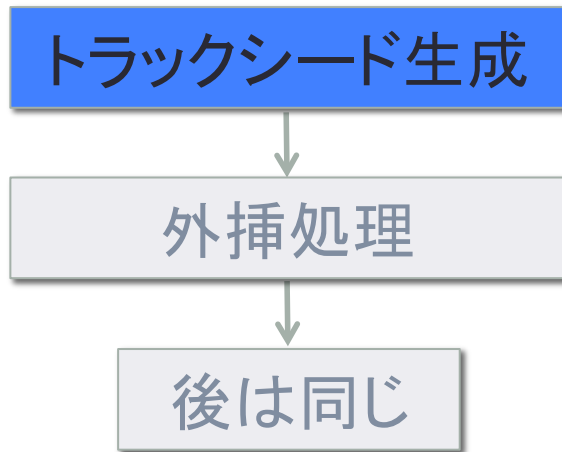 トラックシード生成
外挿処理
後は同じ